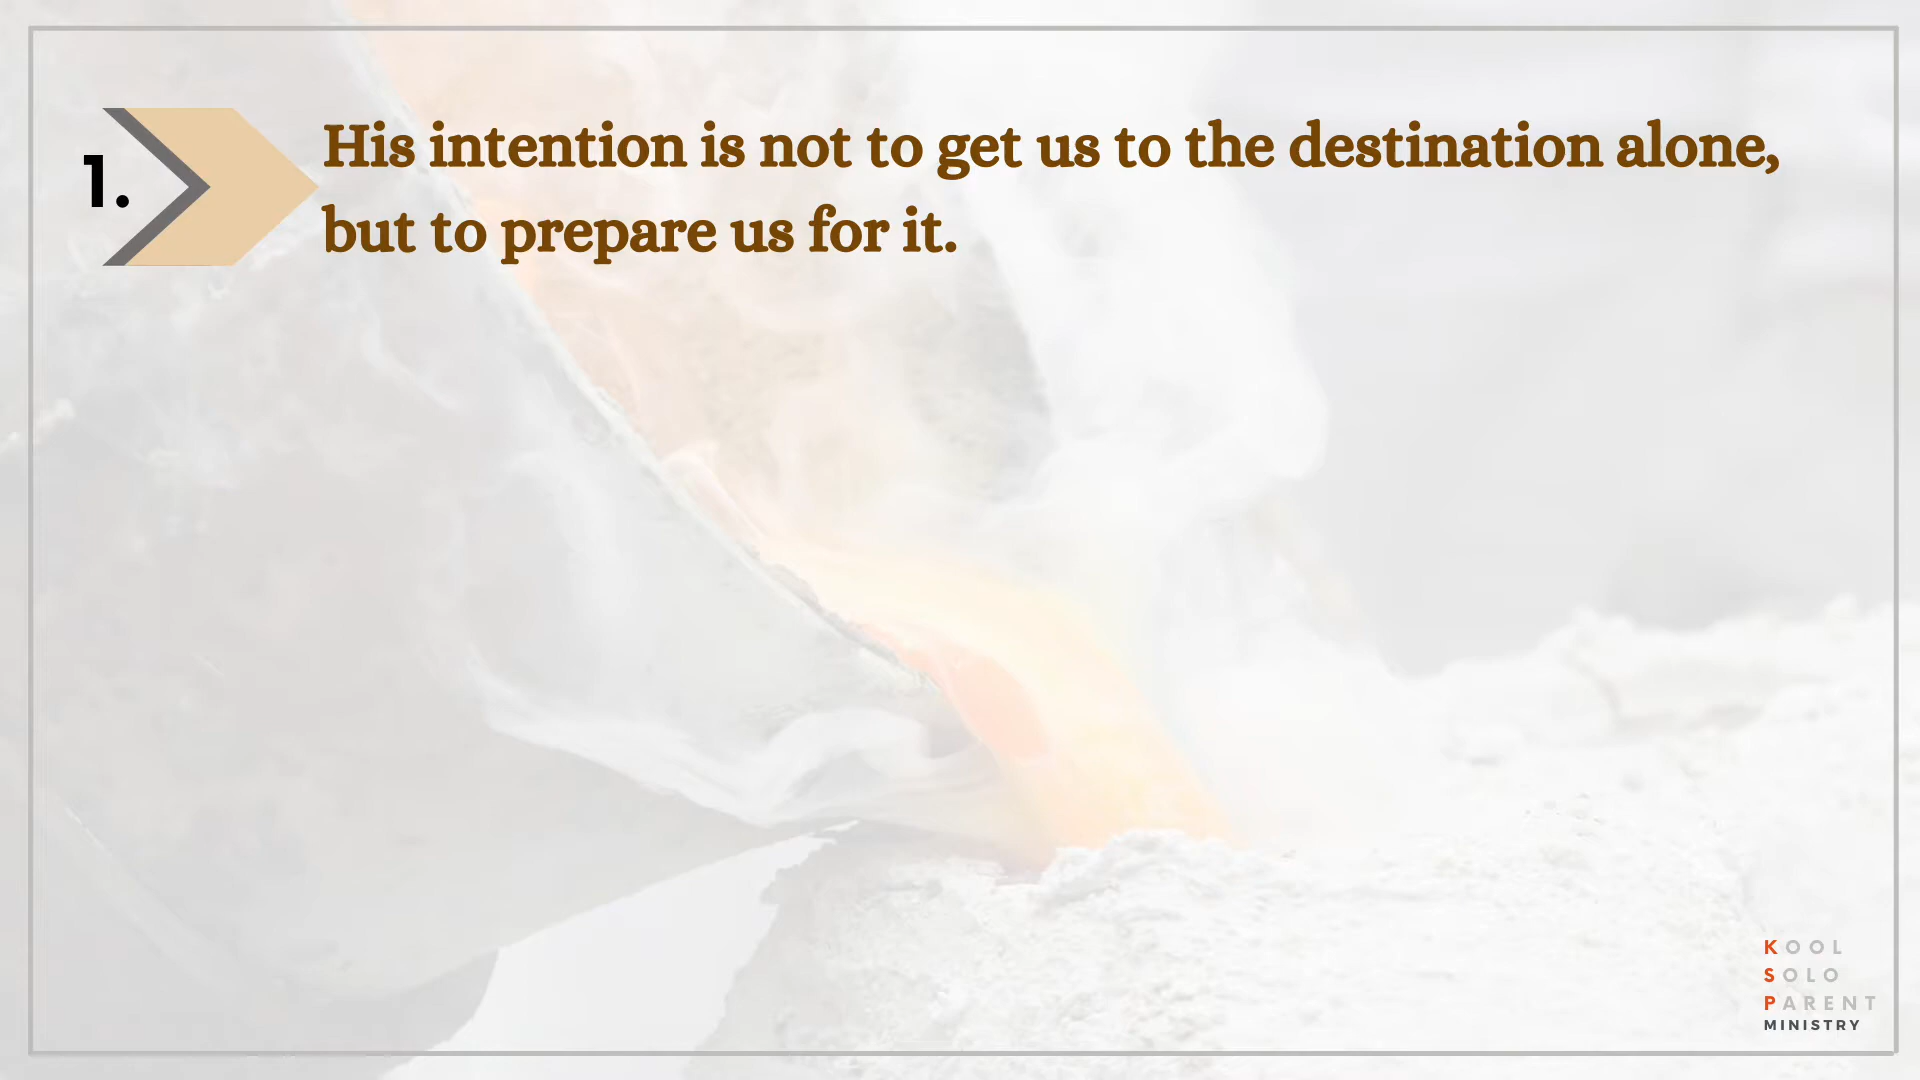 1.
His intention is not to get us to the destination alone,
but to prepare us for it.
KOOL
SOLO
PARENT
MINISTRY